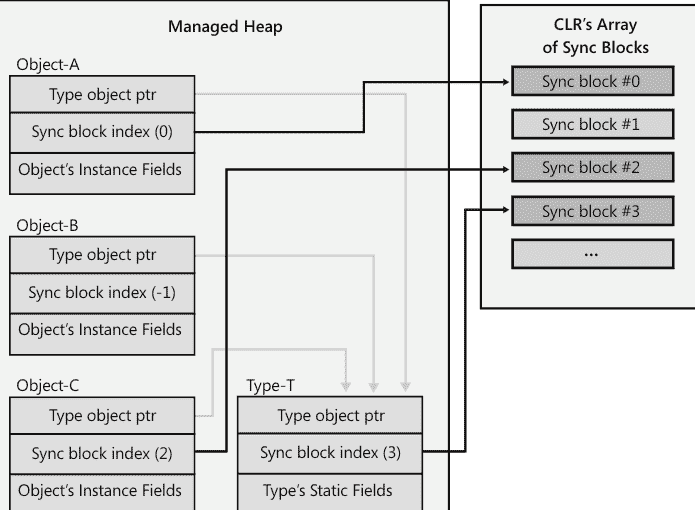 Managed Heap
Object-A
Type object ptr
Sync block index (0)
Object's Instance Fields
Object-B
Type object ptr
Sync block index (-1)
Object's Instance Fields
Object-C
Type object ptr
Sync block index (2)
Object's Instance Fields
Type-T
Type object ptr
Sync block index (3)
Type's Static Fields
CLR's Array
of Sync Blocks
Sync block #0
Sync block #1
Sync block #2
Sync block #3
...